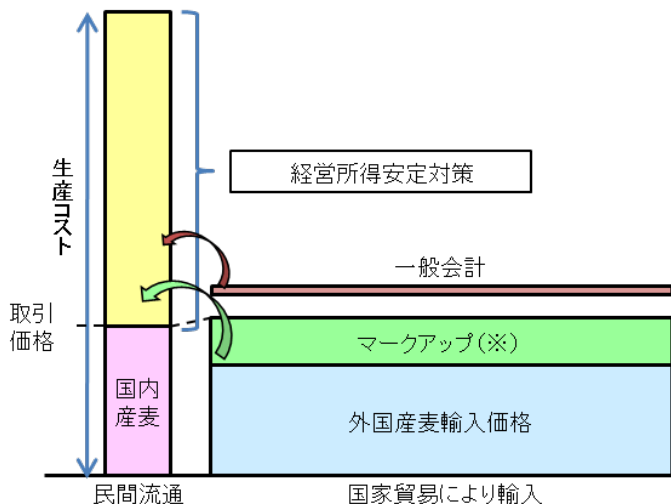 生産コスト
経営所得安定対策
一般会計
取引
価格
マークアップ(※)
国内
産麦
外国産麦輸入価格
民間流通
国家貿易により輸入